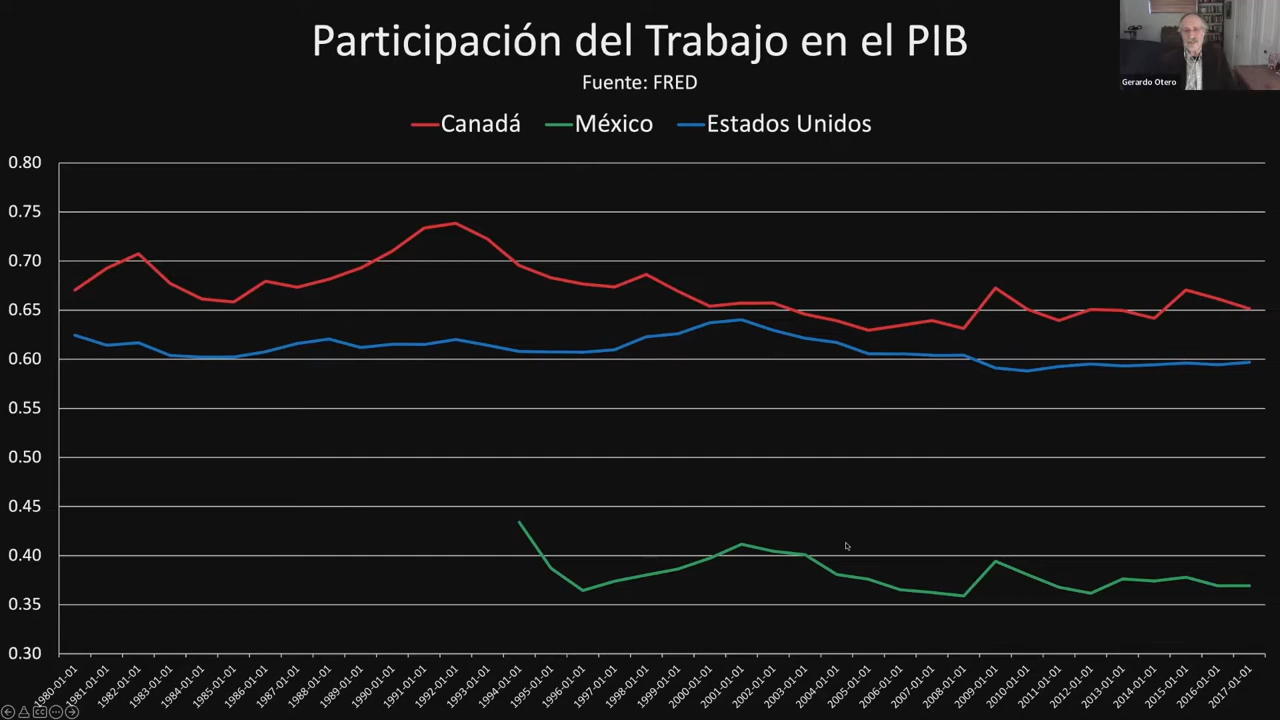 Participación del Trabajo en el PIB
Fuente: FRED
Gerardo Otero
Canadá México Estados Unidos
0.80
0.75
0.70
0.65
0.60
0.55
0.50
0.45
0.40
0.35
0.30
1980-01-01 1981-01-01 1982-01-01 1983-01-01 1984-01-01 1985-01-01 1986-01-01 1987-01-01 1988-01-01 1989-01-01 1990-01-01 1991-01-01 1992-01-01 1993-01-01 1994-01-01 1995-01-01 1996-01-01 1997-01-01 1998-01-01 1999-01-01 2000-01-01 2001-01-01 2002-01-01 2003-01-01 2004-01-01 2005-01-01 2006-01-01 2007-01-01 2008-01-01 2009-01-01 2010-01-01 2011-01-01 2012-01-01 2013-01-01 2014-01-01 2015-01-01 2016-01-01 2017-01-01